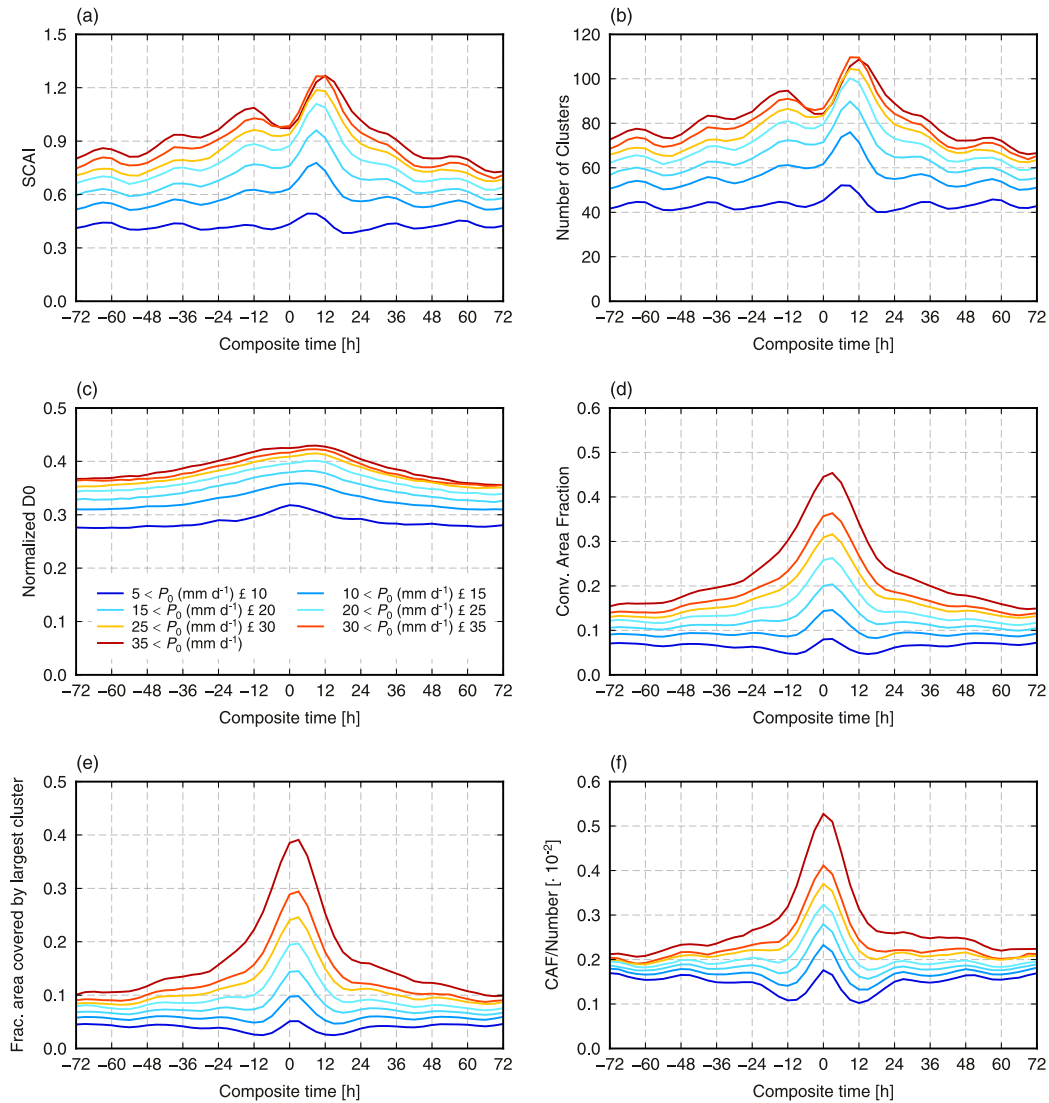 (a)
1.5
1.2
0.9
0.6
0.3
0.0
SCAI
−72 −60 −48 −36 −24 −12 0 12 24 36 48 60 72
Composite time [h]
(b)
120
100
80
60
40
20
0
Number of Clusters
−72 −60 −48 −36 −24 −12 0 12 24 36 48 60 72
Composite time [h]
(c)
0.5
0.4
0.3
0.2
0.1
0.0
Normalized D0
5 < P₀ (mm d⁻¹) £ 10
10 < P₀ (mm d⁻¹) £ 15
15 < P₀ (mm d⁻¹) £ 20
20 < P₀ (mm d⁻¹) £ 25
25 < P₀ (mm d⁻¹) £ 30
30 < P₀ (mm d⁻¹) £ 35
35 < P₀ (mm d⁻¹)
−72 −60 −48 −36 −24 −12 0 12 24 36 48 60 72
Composite time [h]
(d)
0.6
0.5
0.4
0.3
0.2
0.1
0.0
Conv. Area Fraction
−72 −60 −48 −36 −24 −12 0 12 24 36 48 60 72
Composite time [h]
(e)
0.5
0.4
0.3
0.2
0.1
0.0
Frac. area covered by largest cluster
−72 −60 −48 −36 −24 −12 0 12 24 36 48 60 72
Composite time [h]
(f)
0.6
0.5
0.4
0.3
0.2
0.1
0.0
CAF/Number [· 10⁻²]
−72 −60 −48 −36 −24 −12 0 12 24 36 48 60 72
Composite time [h]